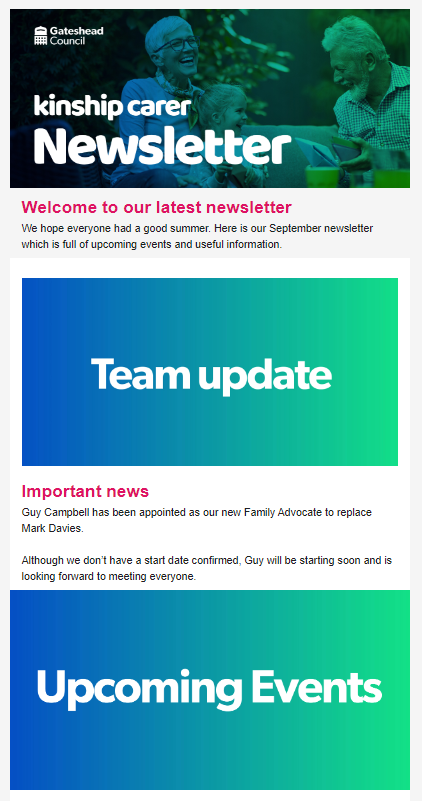 Gateshead
Council
kinship carer
Newsletter
Welcome to our latest newsletter
We hope everyone had a good summer. Here is our September newsletter
which is full of upcoming events and useful information.
Team update
Important news
Guy Campbell has been appointed as our new Family Advocate to replace
Mark Davies.
Although we don't have a start date confirmed, Guy will be starting soon and is
looking forward to meeting everyone.
Upcoming Events